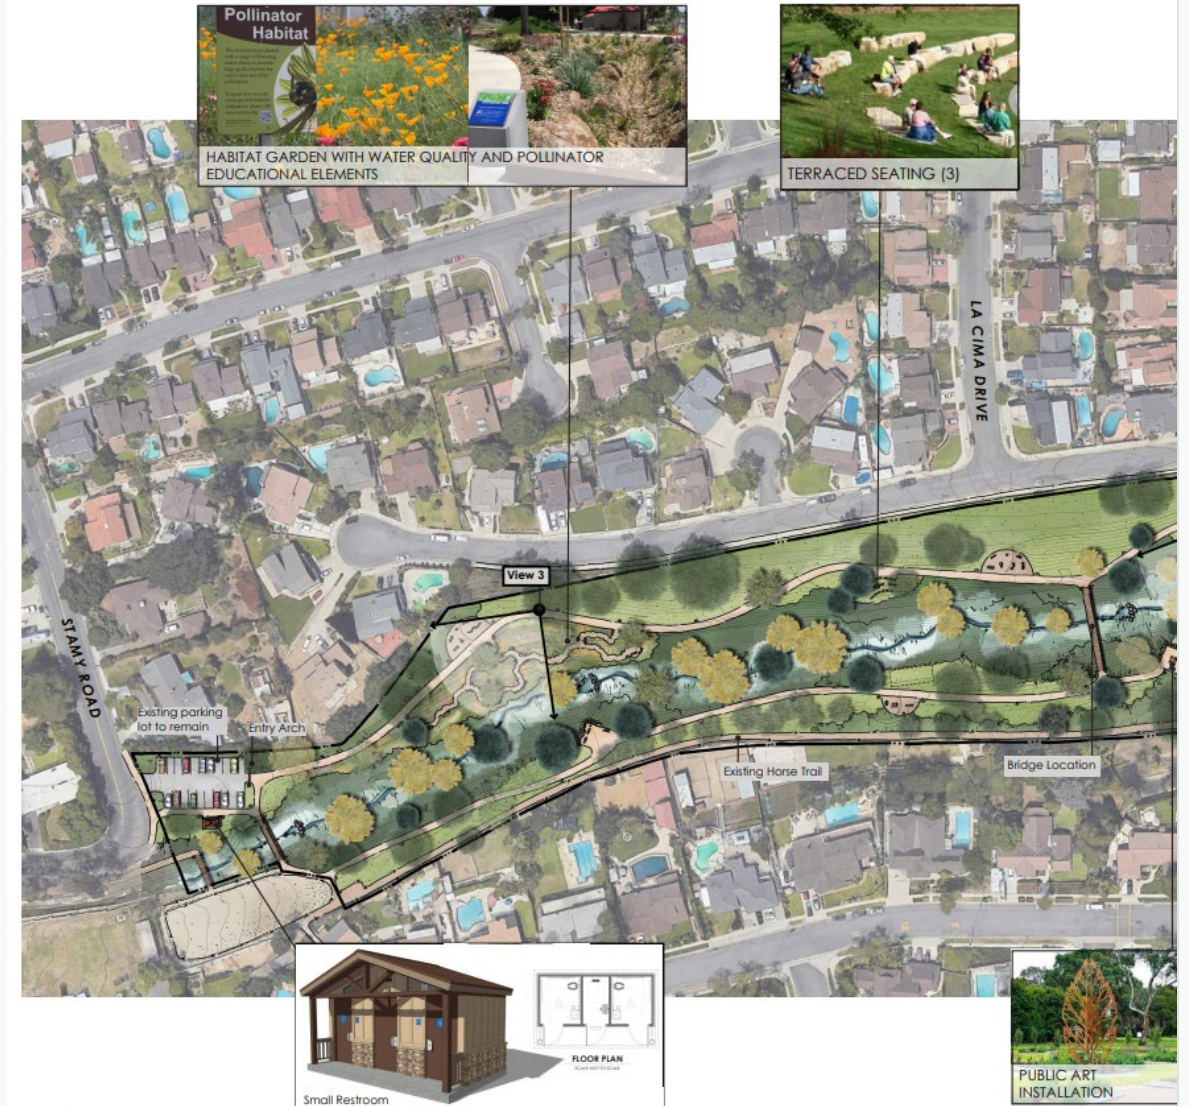 Pollinator
Habitat
HABITAT GARDEN WITH WATER QUALITY AND POLLINATOR
EDUCATIONAL ELEMENTS
TERRACED SEATING (3)
LA CIMA DRIVE
View 3
STAMY ROAD
Existing parking
lot to remain
Entry Arch
Existing Horse Trail
Bridge Location
FLOOR PLAN
Small Restroom
PUBLIC ART
INSTALLATION